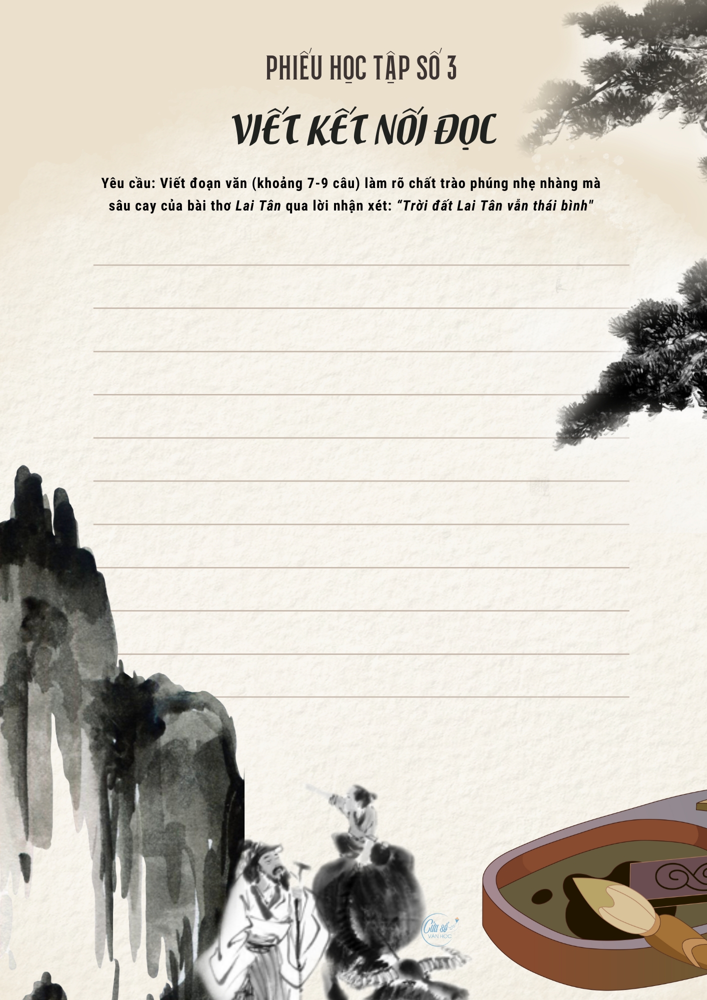 PHIẾU HỌC TẬP SỐ 3
VIẾT KẾT NỐI ĐỌC
Yêu cầu: Viết đoạn văn (khoảng 7-9 câu) làm rõ chất trào phúng nhẹ nhàng mà
sâu cay của bài thơ Lai Tân qua lời nhận xét: “Trời đất Lai Tân vẫn thái bình"
Cửa sổ
VĂN HỌC